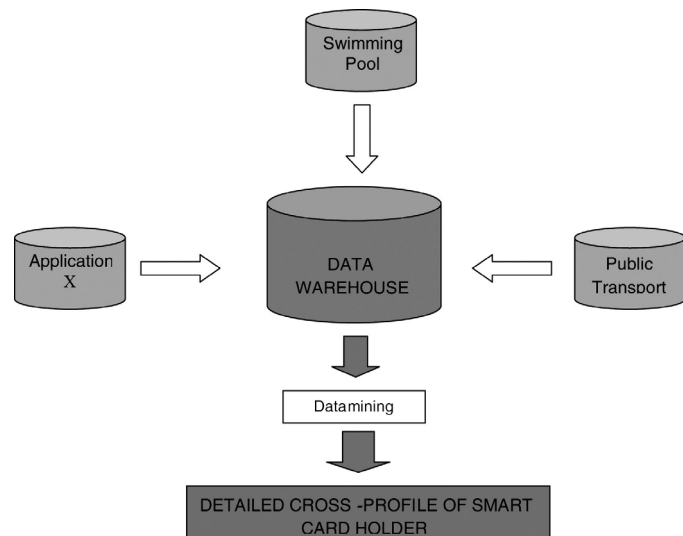 Swimming
Pool
Application
X
DATA
WAREHOUSE
Public
Transport
Datamining
DETAILED CROSS -PROFILE OF SMART
CARD HOLDER